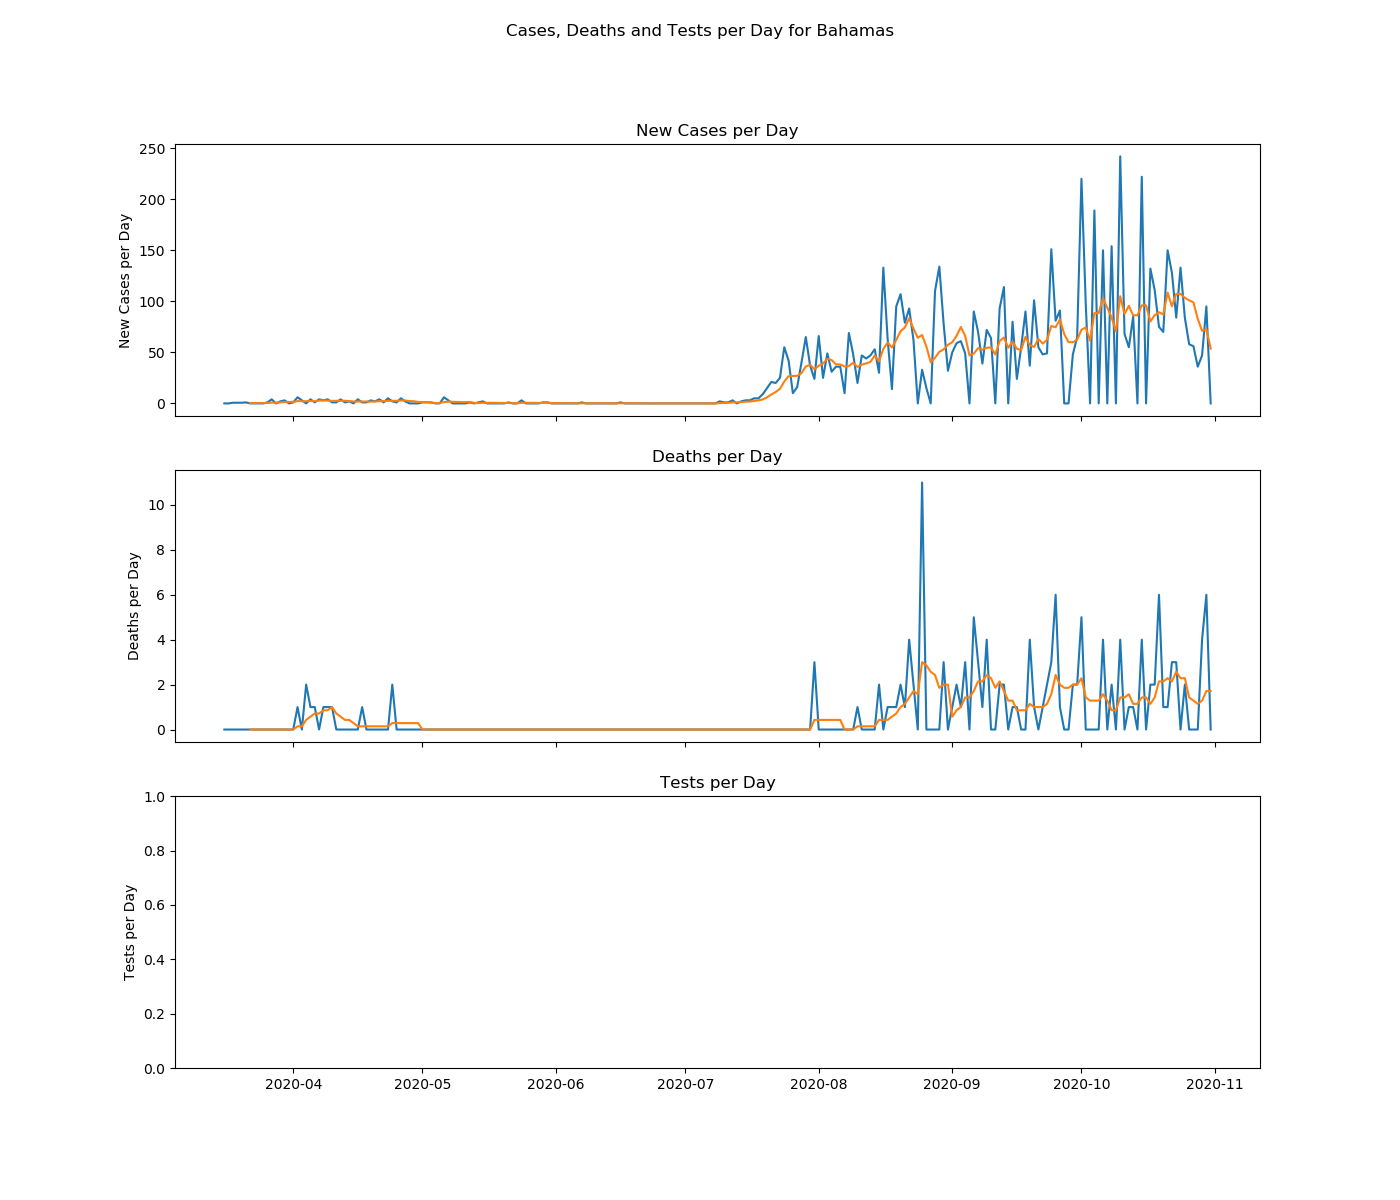 Cases, Deaths and Tests per Day for Bahamas
New Cases per Day
New Cases per Day
250
200
150
100
50
0
Deaths per Day
Deaths per Day
10
8
6
4
2
0
Tests per Day
Tests per Day
1.0
0.8
0.6
0.4
0.2
0.0
2020-04 2020-05 2020-06 2020-07 2020-08 2020-09 2020-10 2020-11